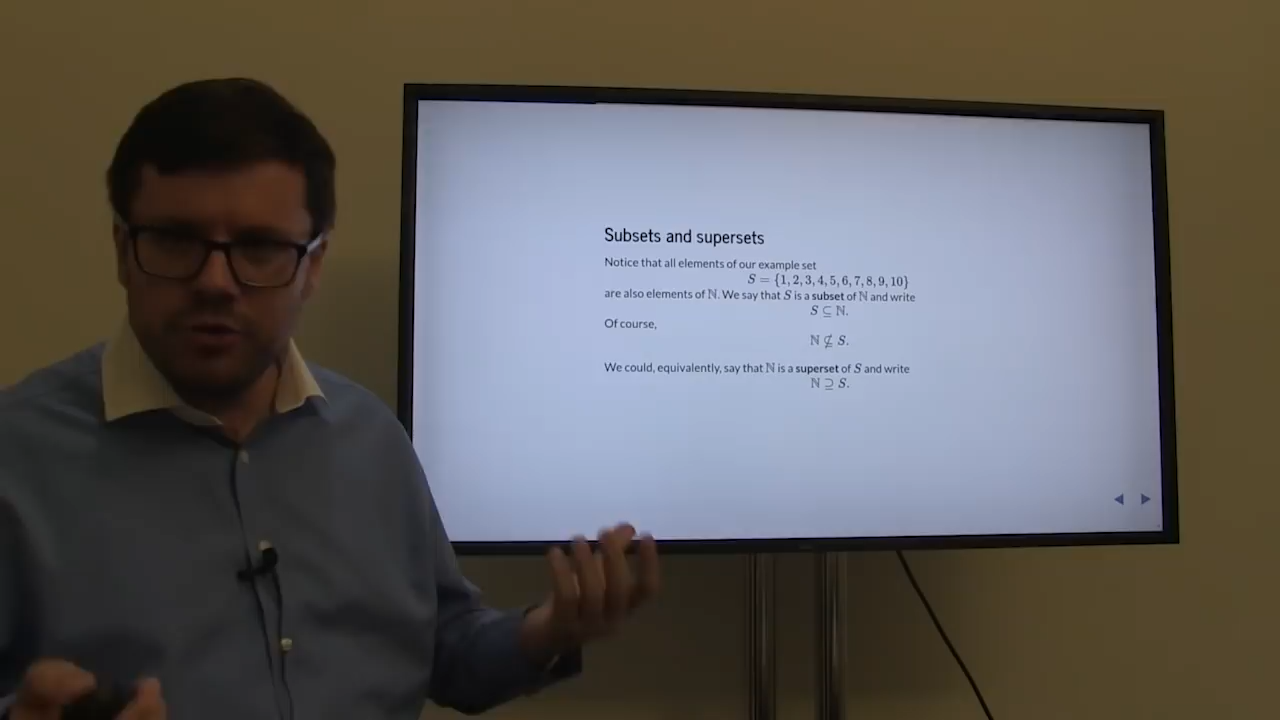 Subsets and supersets
Notice that all elements of our example set
S = {1, 2, 3, 4, 5, 6, 7, 8, 9, 10}
are also elements of ℕ. We say that S is a subset of ℕ and write
S ⊆ ℕ.
Of course,
ℕ ⊈ S.
We could, equivalently, say that ℕ is a superset of S and write
ℕ ⊇ S.